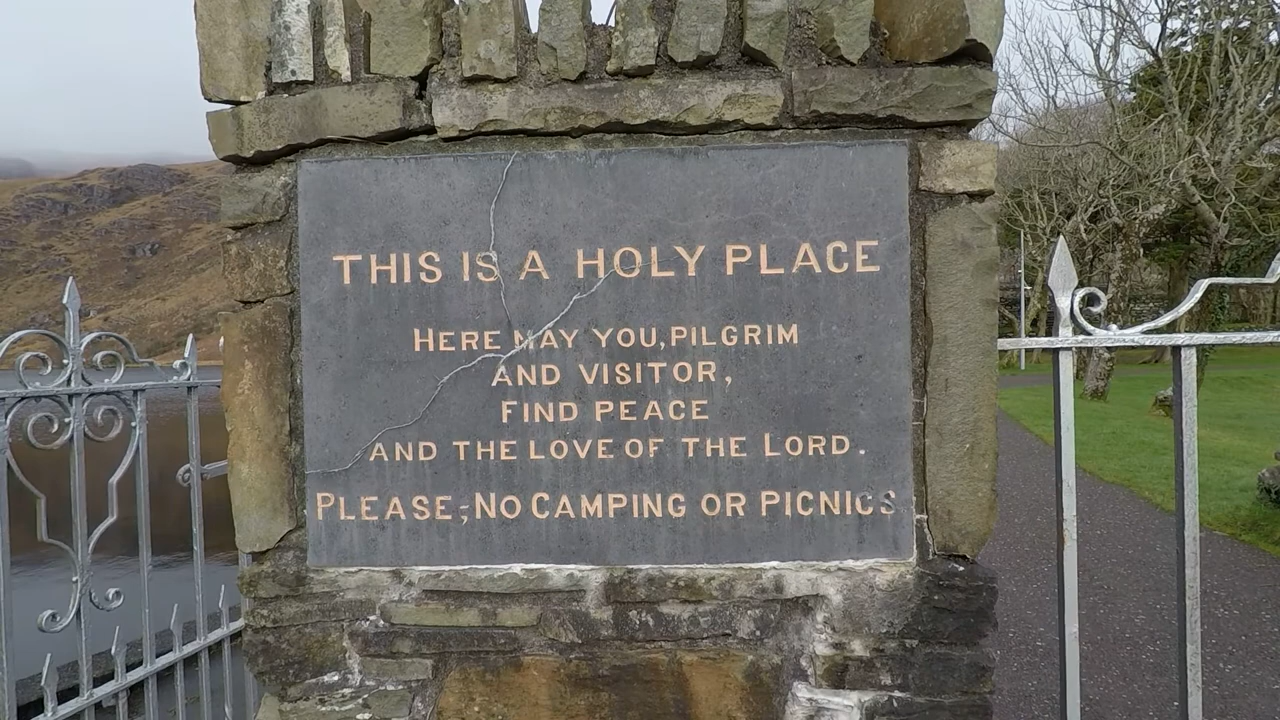 THIS IS A HOLY PLACE
HERE MAY YOU, PILGRIM
AND VISITOR,
FIND PEACE
AND THE LOVE OF THE LORD.
PLEASE; NO CAMPING OR PICNICS